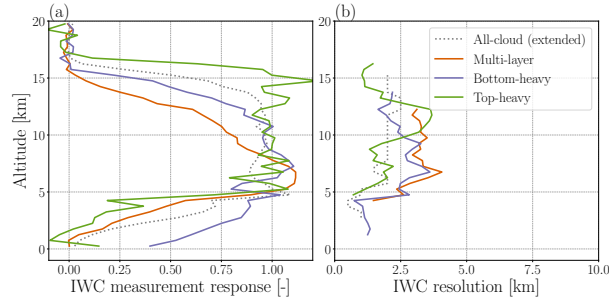 (a)
(b)
20
15
10
5
0
Altitude [km]
0.00
0.25
0.50
0.75
1.00
IWC measurement response [-]
20
15
10
5
0
0.0
2.5
5.0
7.5
10.0
IWC resolution [km]
All-cloud (extended)
Multi-layer
Bottom-heavy
Top-heavy